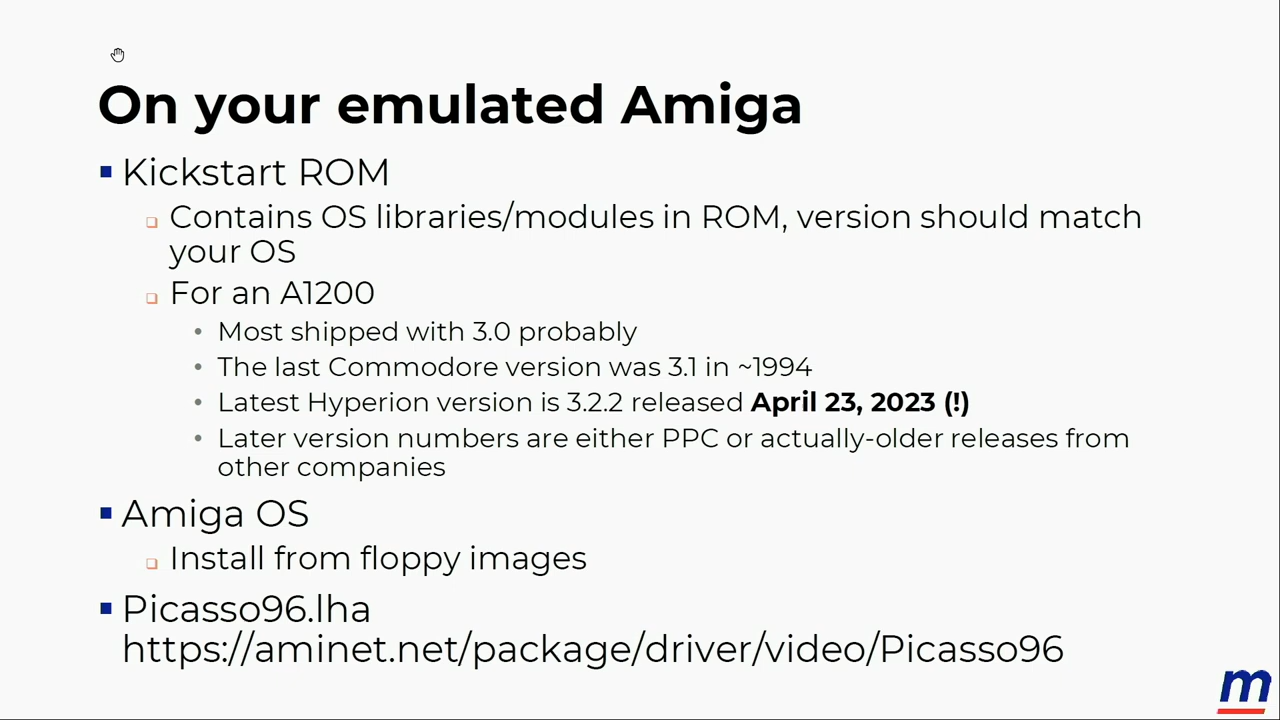 On your emulated Amiga
Kickstart ROM
Contains OS libraries/modules in ROM, version should match
your OS
For an A1200
Most shipped with 3.0 probably
The last Commodore version was 3.1 in ~1994
Latest Hyperion version is 3.2.2 released April 23, 2023 (!)
Later version numbers are either PPC or actually-older releases from
other companies
Amiga OS
Install from floppy images
Picasso96.lha
https://aminet.net/package/driver/video/Picasso96
m